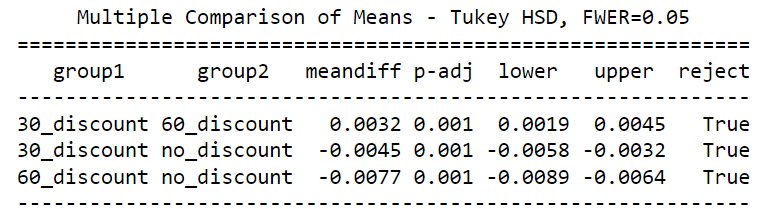 Multiple Comparison of Means - Tukey HSD, FWER=0.05
==============================================================
group1 group2 meandiff p-adj lower upper reject
--------------------------------------------------------------
30_discount 60_discount 0.0032 0.001 0.0019 0.0045 True
30_discount no_discount -0.0045 0.001 -0.0058 -0.0032 True
60_discount no_discount -0.0077 0.001 -0.0089 -0.0064 True
--------------------------------------------------------------